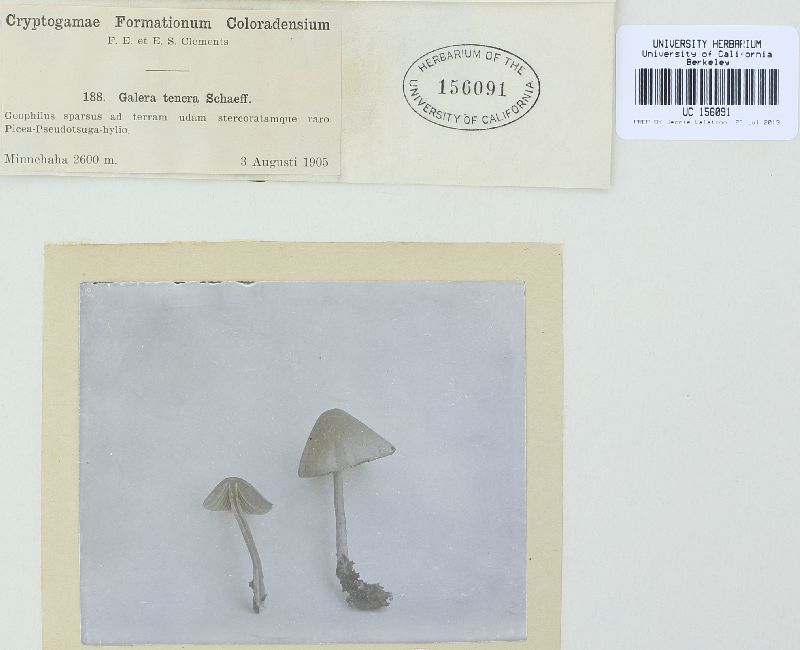 Cryptogamae Formationum Coloradensium
F. E. et E. S. Clements
188. Galera tenera Schaeff.
Geophilus sparsus ad terram udam stercoratamque raro
Picea-Pseudotsuga-hylio.
Minnehaha 2600 m. 3 Augusti 1905
HERBARIUM OF THE
156091
UNIVERSITY OF CALIFORNIA
UNIVERSITY HERBARIUM
University of California
Berkeley
UC 156091